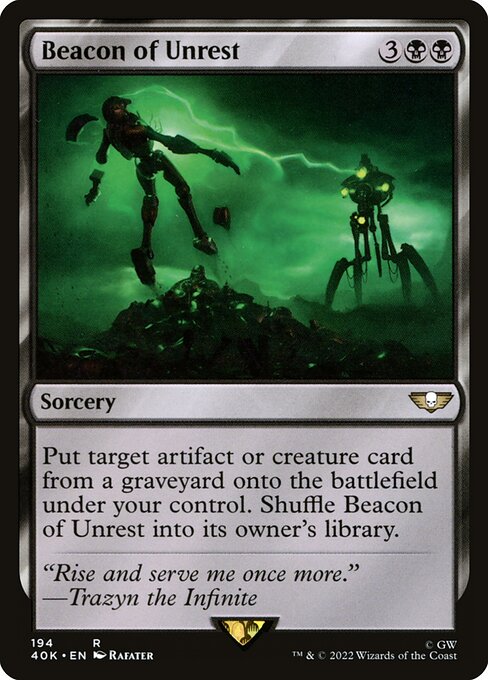 Beacon of Unrest 3
Sorcery
Put target artifact or creature card
from a graveyard onto the battlefield
under your control. Shuffle Beacon
of Unrest into its owner’s library.
“Rise and serve me once more.”
—Trazyn the Infinite
194 R © GW
40K • EN Rafater ™ & © 2022 Wizards of the Coast